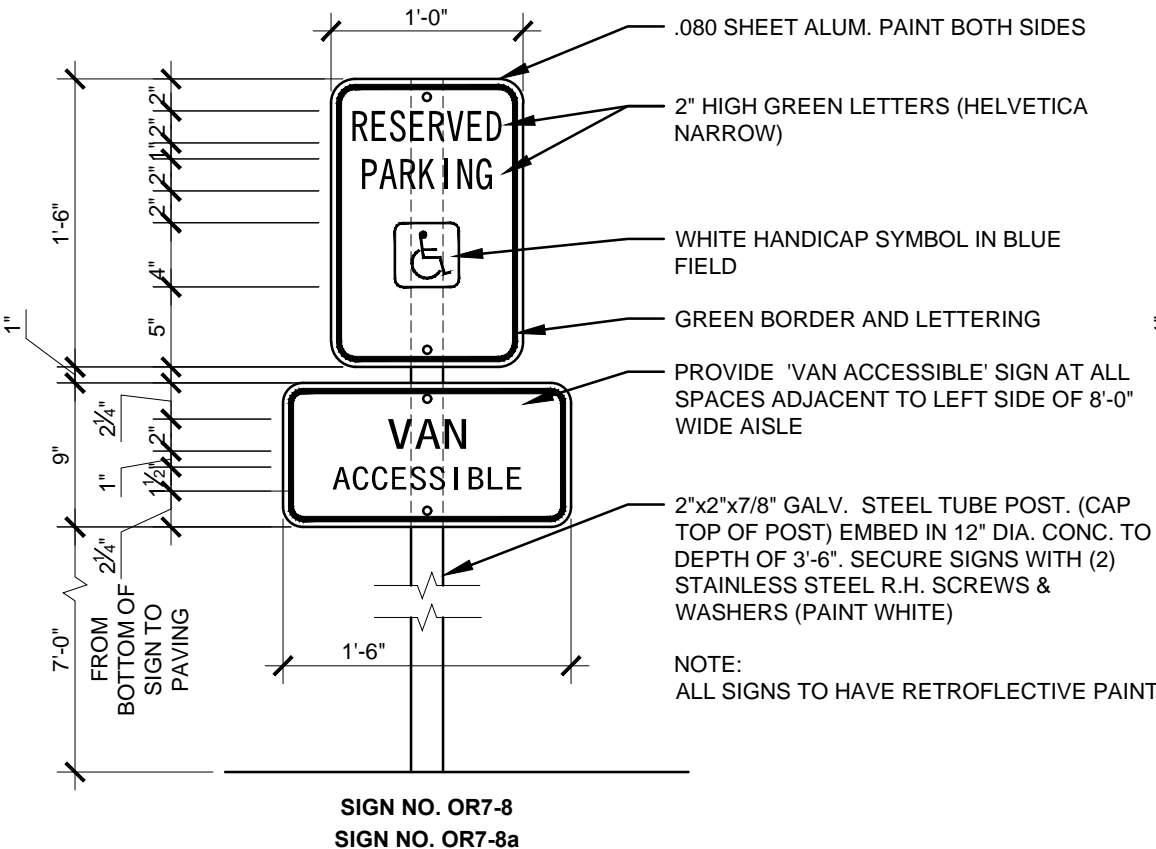 1'-0"
.080 SHEET ALUM. PAINT BOTH SIDES
2" HIGH GREEN LETTERS (HELVETICA
NARROW)
WHITE HANDICAP SYMBOL IN BLUE
FIELD
GREEN BORDER AND LETTERING
PROVIDE 'VAN ACCESSIBLE' SIGN AT ALL
SPACES ADJACENT TO LEFT SIDE OF 8'-0"
WIDE AISLE
2"x2"x7/8" GALV. STEEL TUBE POST. (CAP
TOP OF POST) EMBED IN 12" DIA. CONC. TO
DEPTH OF 3'-6". SECURE SIGNS WITH (2)
STAINLESS STEEL R.H. SCREWS &
WASHERS (PAINT WHITE)
NOTE:
ALL SIGNS TO HAVE RETROFLECTIVE PAINT
RESERVED
PARKING
VAN
ACCESSIBLE
2"
2"
1"
2"
2"
4"
5"
1'-6"
1"
2¼"
2"
1"
1½"
2¼"
9"
7'-0"
FROM
BOTTOM OF
SIGN TO
PAVING
1'-6"
SIGN NO. OR7-8
SIGN NO. OR7-8a